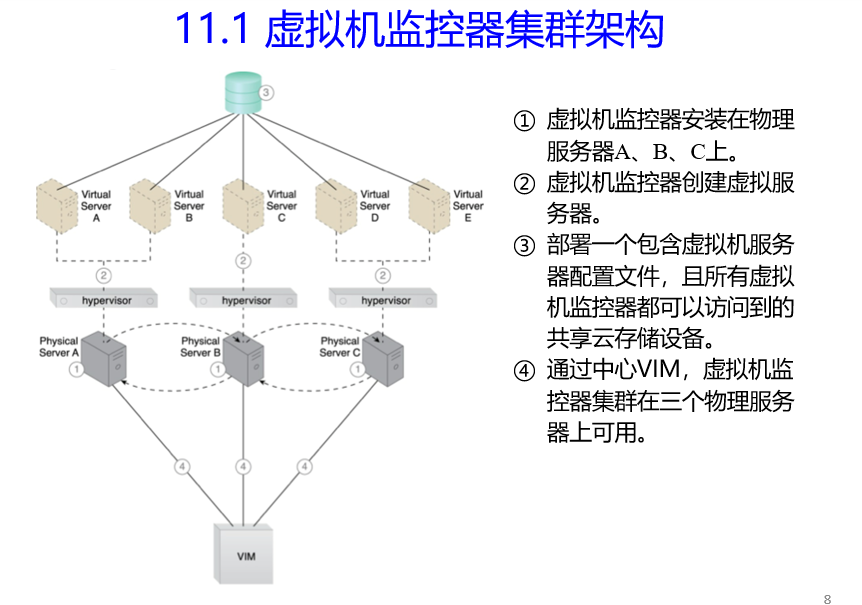 11.1 虚拟机监控器集群架构
③
Virtual
Server
A
Virtual
Server
B
Virtual
Server
C
Virtual
Server
D
Virtual
Server
E
②
②
②
hypervisor
hypervisor
hypervisor
Physical
Server A
①
Physical
Server B
①
Physical
Server C
①
④
④
④
VIM
① 虚拟机监控器安装在物理
服务器A、B、C上。
② 虚拟机监控器创建虚拟服
务器。
③ 部署一个包含虚拟机服务
器配置文件，且所有虚拟
机监控器都可以访问到的
共享云存储设备。
④ 通过中心VIM，虚拟机监
控器集群在三个物理服务
器上可用。
8